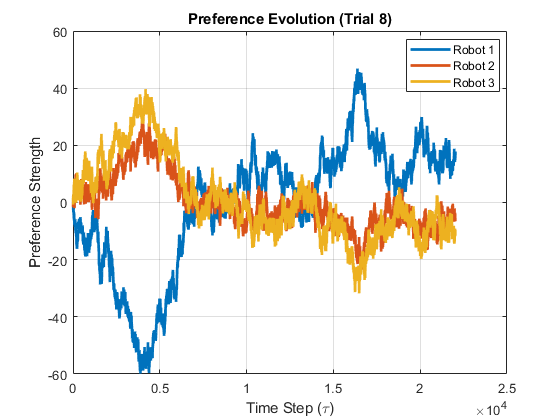 Preference Evolution (Trial 8)
60
40
20
0
-20
-40
-60
Preference Strength
Robot 1
Robot 2
Robot 3
0
0.5
1
1.5
2
2.5
×10⁴
Time Step (τ)